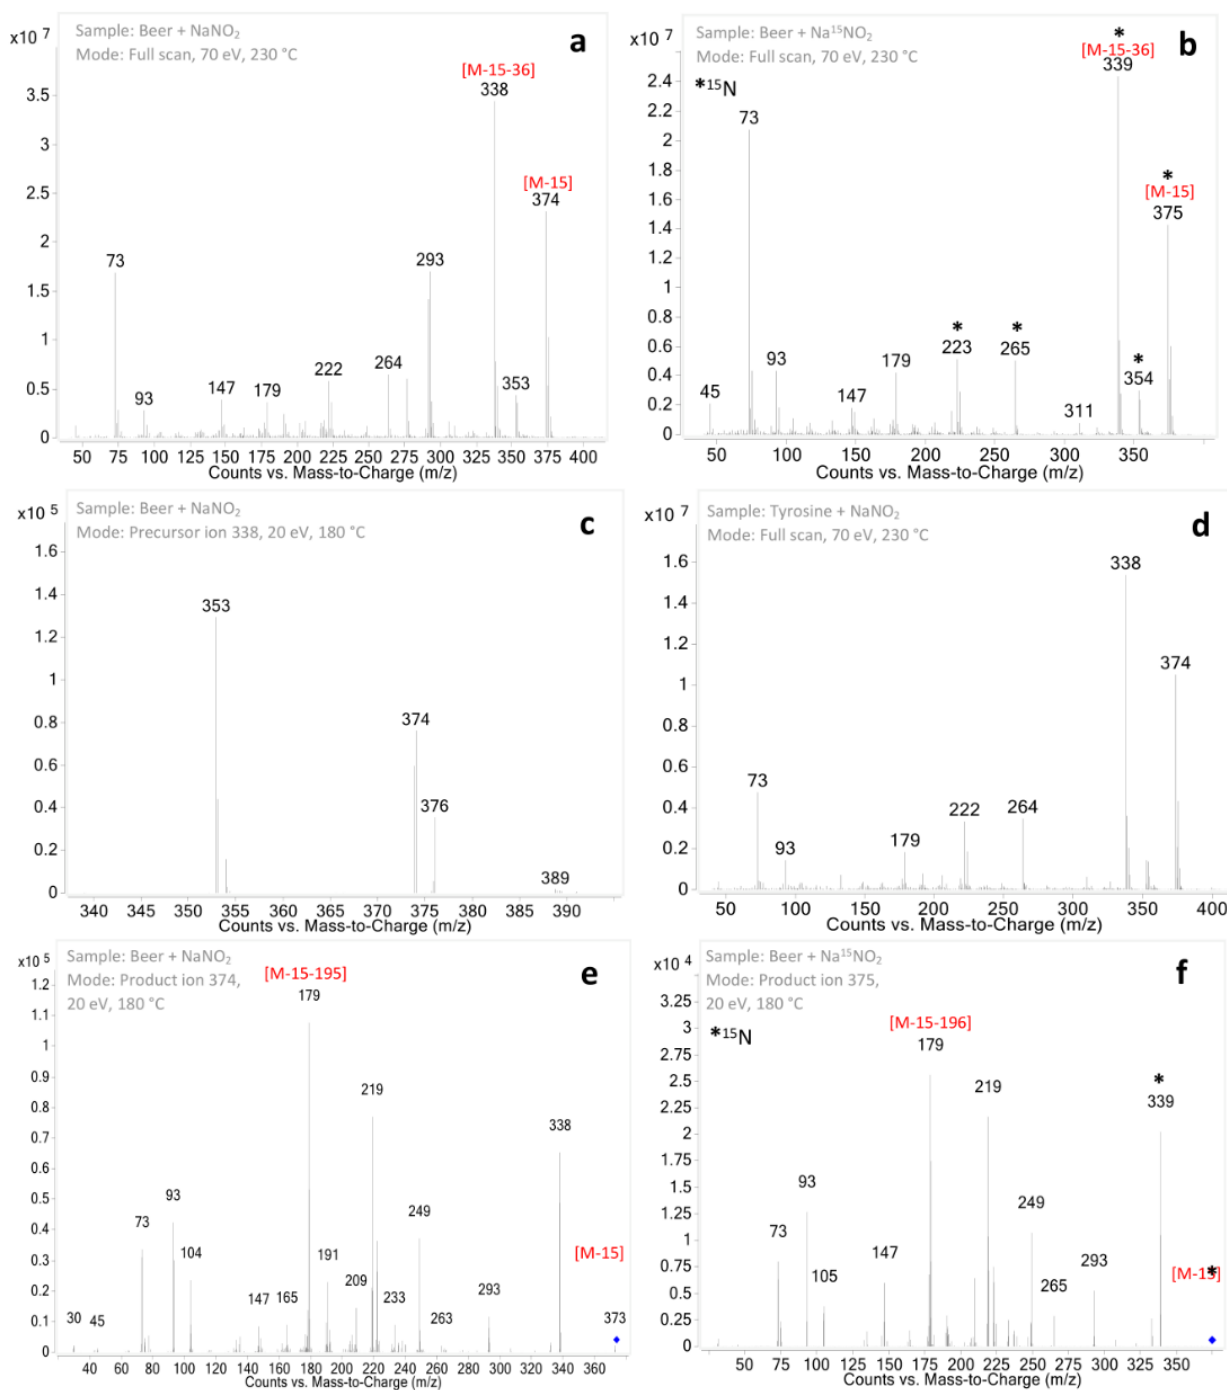 Sample: Beer + NaNO₂
Mode: Full scan, 70 eV, 230 °C
a
x10 7
3.5
3
2.5
2
1.5
1
0.5
0
[M-15-36]
338
[M-15]
374
73
293
93
147
179
222
264
353
50 75 100 125 150 175 200 225 250 275 300 325 350 375 400
Counts vs. Mass-to-Charge (m/z)
Sample: Beer + Na¹⁵NO₂
Mode: Full scan, 70 eV, 230 °C
b
x10 7
*¹⁵N
2.4
2.2
2
1.8
1.6
1.4
1.2
1
0.8
0.6
0.4
0.2
0
*
[M-15-36]
339
*
[M-15]
375
73
* *
45 93 147 179 223 265 311
*
354
50 100 150 200 250 300 350
Counts vs. Mass-to-Charge (m/z)
Sample: Beer + NaNO₂
Mode: Precursor ion 338, 20 eV, 180 °C
c
x10 5
1.6
1.4
1.2
1
0.8
0.6
0.4
0.2
0
353
374
376
389
340 345 350 355 360 365 370 375 380 385 390
Counts vs. Mass-to-Charge (m/z)
Sample: Tyrosine + NaNO₂
Mode: Full scan, 70 eV, 230 °C
d
x10 7
1.6
1.4
1.2
1
0.8
0.6
0.4
0.2
0
338
374
73
93
179
222
264
50 100 150 200 250 300 350 400
Counts vs. Mass-to-Charge (m/z)
Sample: Beer + NaNO₂
Mode: Product ion 374,
20 eV, 180 °C
e
x10 5
1.2
1.1
1
0.9
0.8
0.7
0.6
0.5
0.4
0.3
0.2
0.1
0
[M-15-195]
179
219
338
93
73
104
249
[M-15]
191
209
147 165
233
293
30 45
263
373
40 60 80 100 120 140 160 180 200 220 240 260 280 300 320 340 360
Counts vs. Mass-to-Charge (m/z)
Sample: Beer + Na¹⁵NO₂
Mode: Product ion 375,
20 eV, 180 °C
f
x10 4
*¹⁵N
3.25
3
2.75
2.5
2.25
2
1.75
1.5
1.25
1
0.75
0.5
0.25
0
[M-15-196]
179
219
*
339
93
73
249
147
105
265
293
[M-15]
*
50 75 100 125 150 175 200 225 250 275 300 325 350
Counts vs. Mass-to-Charge (m/z)